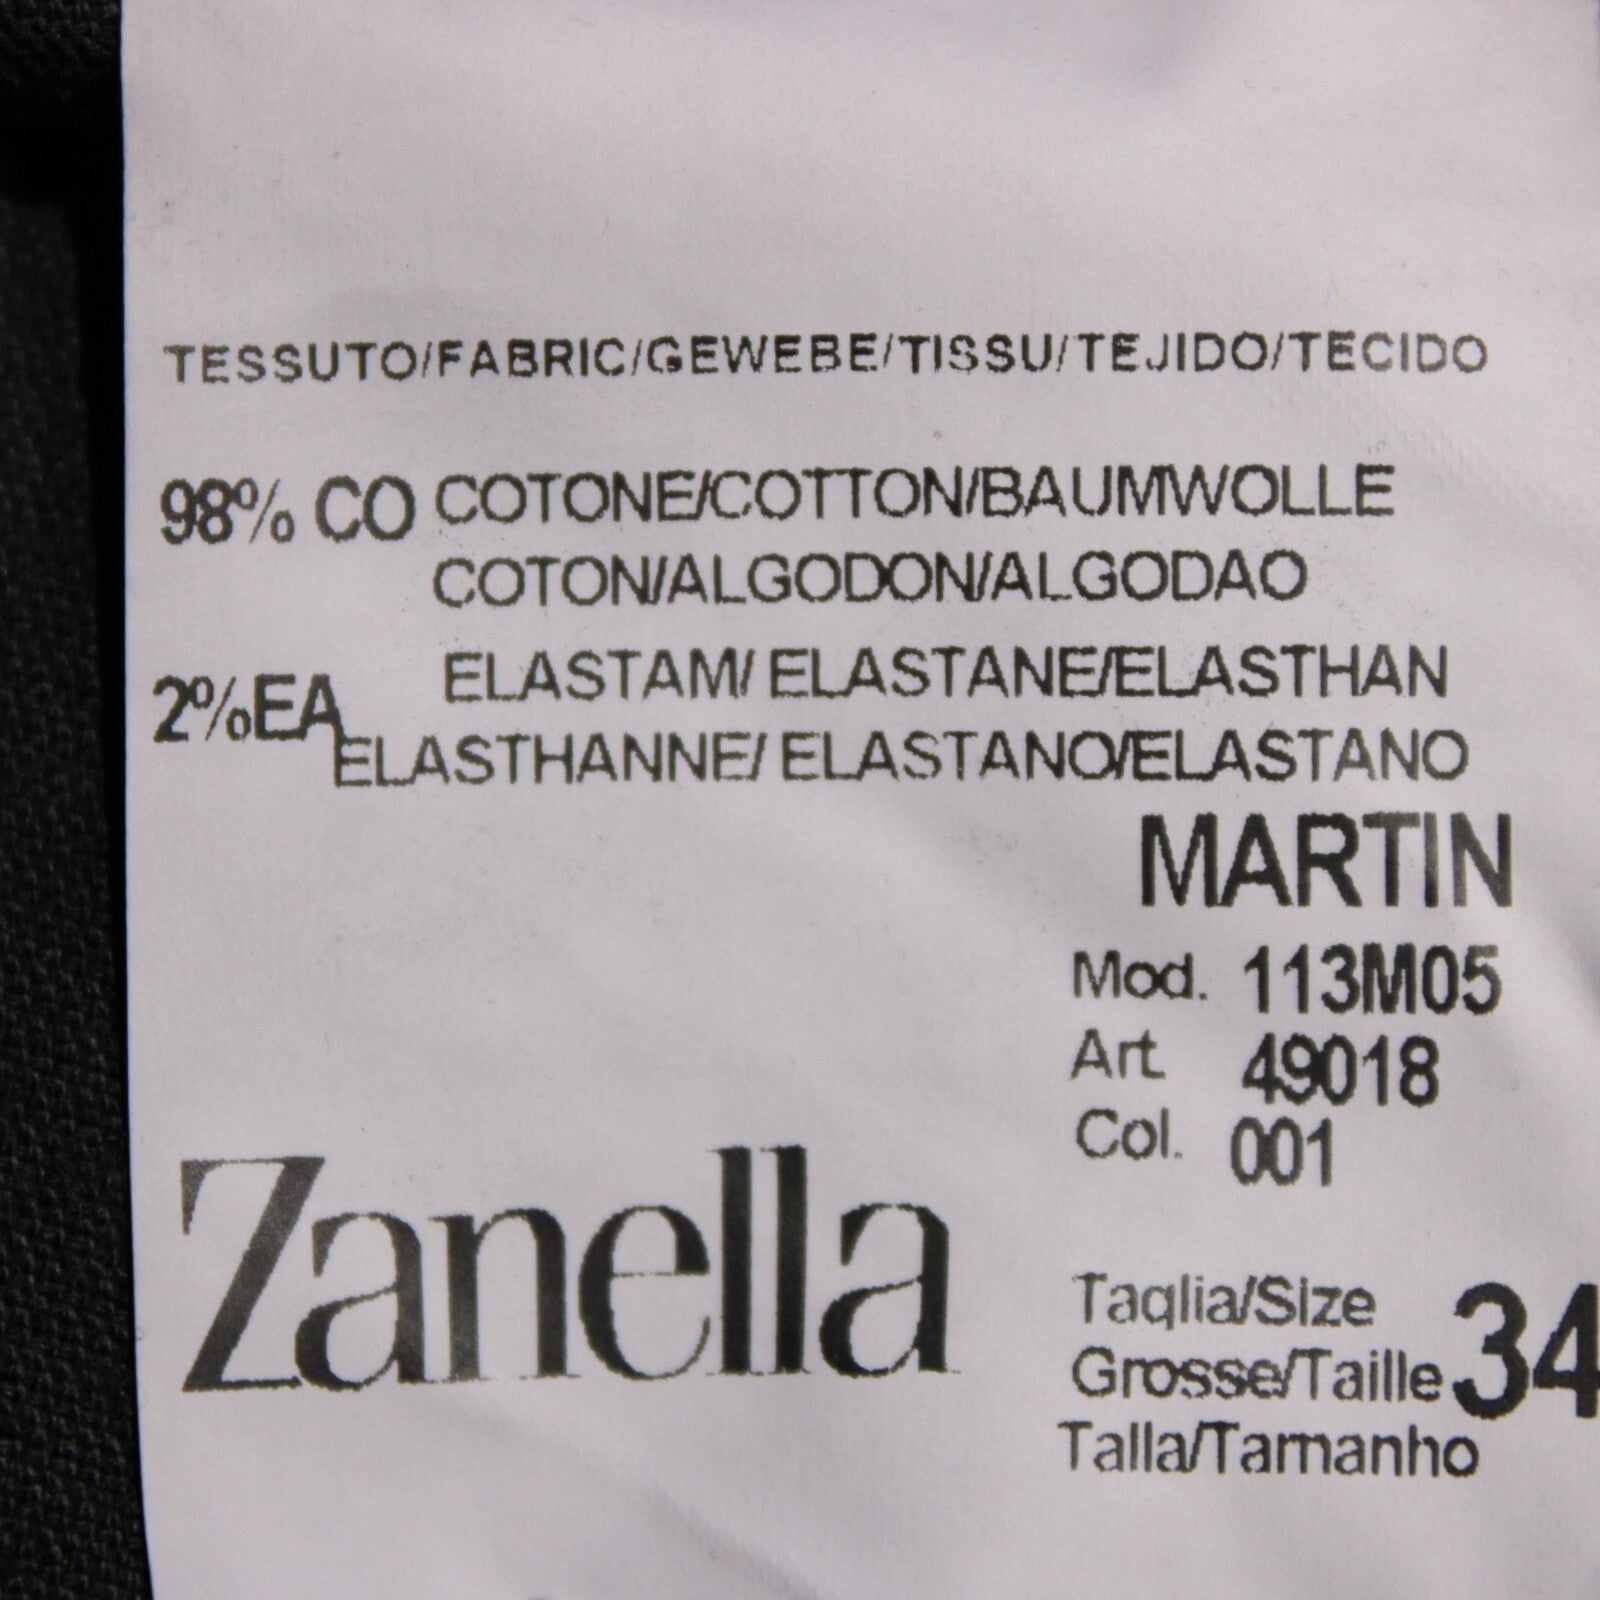 TESSUTO/FABRIC/GEWEBE/TISSU/TEJIDO/TECIDO
98% CO COTONE/COTTON/BAUMWOLLE
COTON/ALGODON/ALGODAO
2%EA ELASTAM/ ELASTANE/ELASTHAN
ELASTHANNE/ ELASTANO/ELASTANO
MARTIN
Mod. 113M05
Art. 49018
Col. 001
Zanella
Taglia/Size
Grosse/Taille 34
Talla/Tamanho